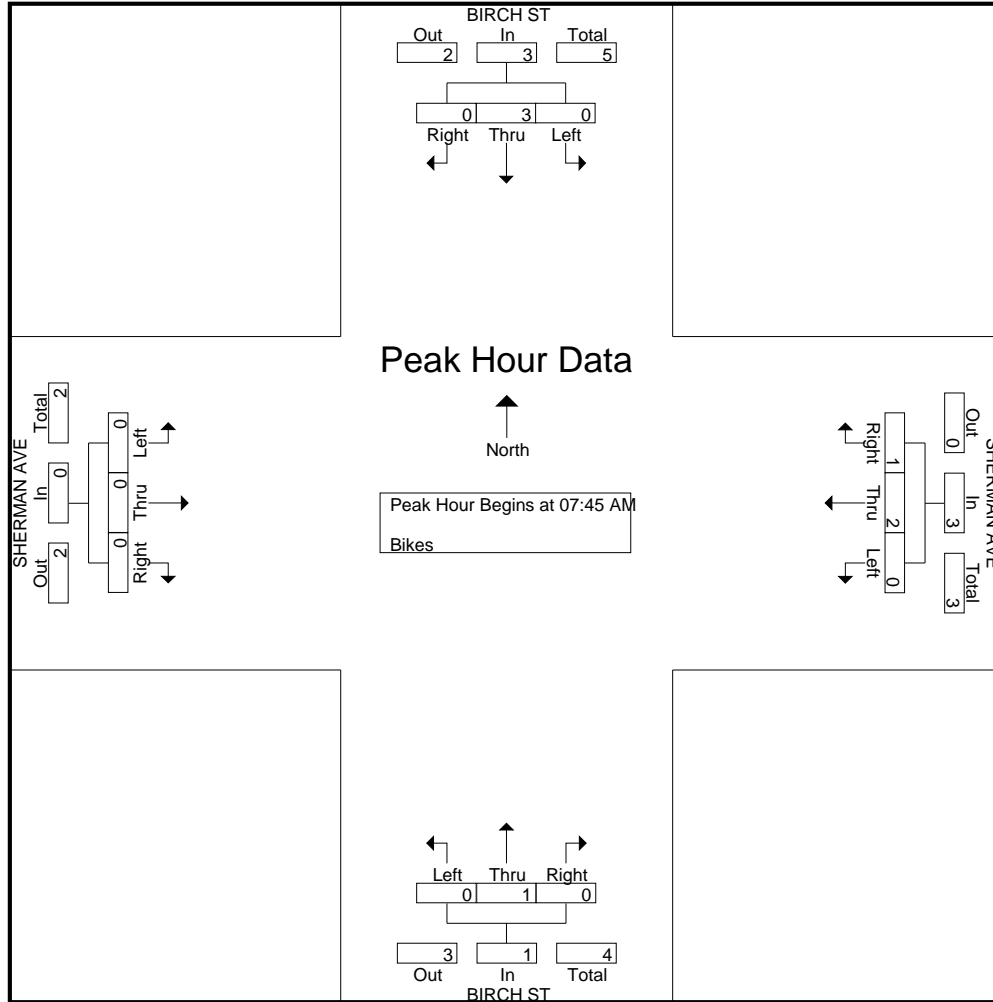 BIRCH ST
Out In Total
2 3 5
0 3 0
Right Thru Left
Peak Hour Data
North
Peak Hour Begins at 07:45 AM
Bikes
SHERMAN AVE
Out In Total
2 0 2
Right Thru Left
0 0 0
SHERMAN AVE
Out In Total
0 3 3
Right Thru Left
1 2 0
Left Thru Right
0 1 0
3 1 4
Out In Total
BIRCH ST